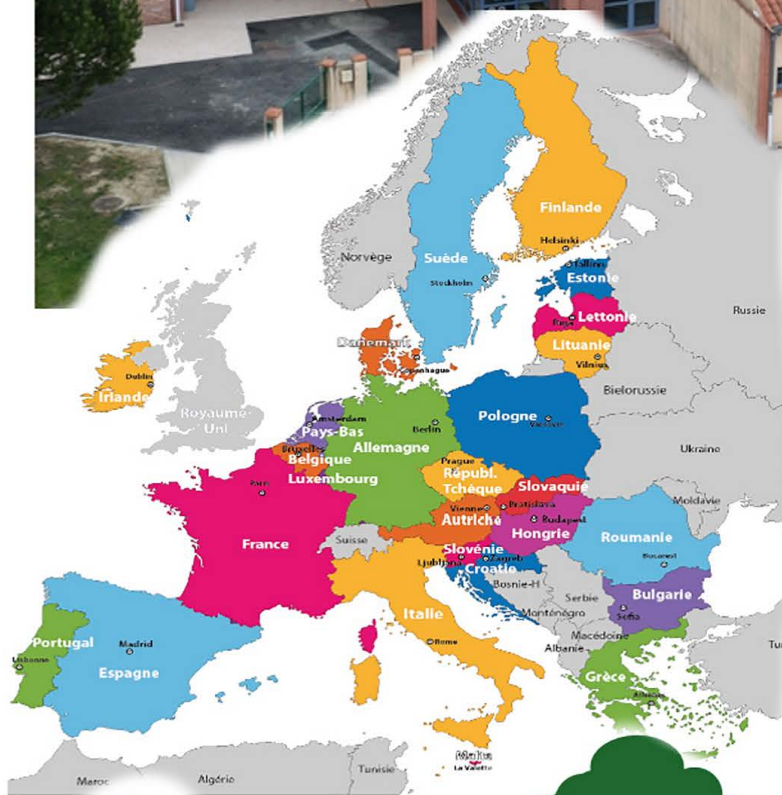 Finlande
Helsinki
Norvège
Suède
Stockholm
Tallinn
Estonie
Riga
Lettonie
Russie
Lituanie
Vilnius
Danemark
Dublin
Irlande
Royaume-
Uni
Bielorussie
Amsterdam
Pays-Bas
Berlin
Allemagne
Pologne
Bruxelles
Belgique
Luxembourg
Prague
Républ.
Tchèque
Ukraine
Slovaquie
Paris
Vienne
Bratislava
Autriche
Budapest
Hongrie
Moldavie
France
Suisse
Slovénie
Ljubljana
Zagreb
Croatie
Roumanie
Bucarest
Bosnie-H
Serbie
Bulgarie
Sofia
Monténégro
Italie
Rome
Macédoine
Albanie
Portugal
Lisbonne
Madrid
Espagne
Grèce
Athènes
Malte
La Valette
Maroc
Algérie
Tunisie